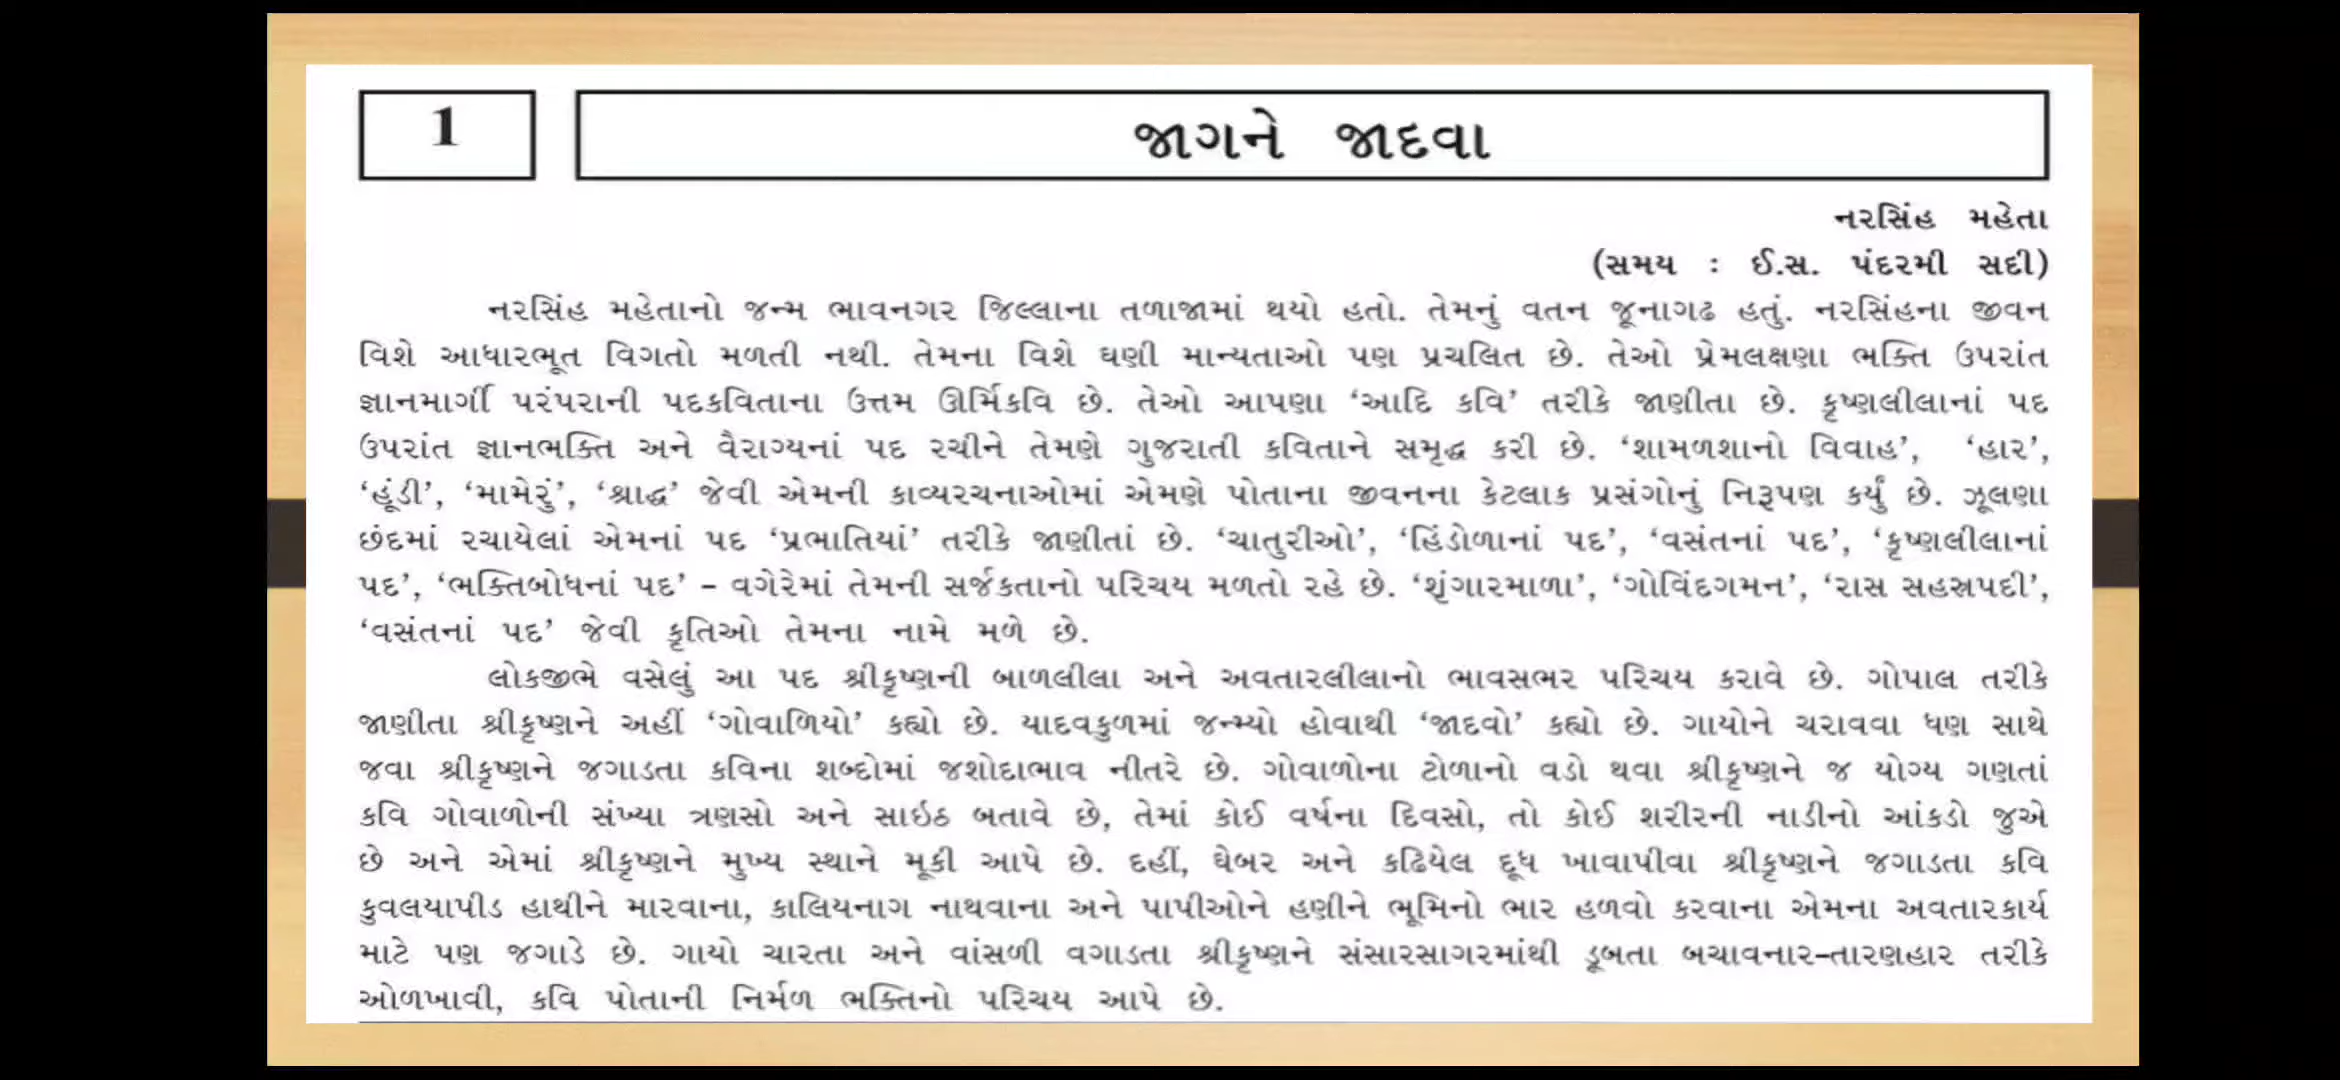 1
જાગને જાદવા
નરસિંહ મહેતા
(સમય : ઈ.સ. પંદરમી સદી)
નરસિંહ મહેતાનો જન્મ ભાવનગર જિલ્લાના તળાજામાં થયો હતો. તેમનું વતન જૂનાગઢ હતું. નરસિંહના જીવન
વિશે આધારભૂત વિગતો મળતી નથી. તેમના વિશે ઘણી માન્યતાઓ પણ પ્રચલિત છે. તેઓ પ્રેમલક્ષણા ભક્તિ ઉપરાંત
જ્ઞાનમાર્ગી પરંપરાની પદકવિતાના ઉત્તમ ઊર્મિકવિ છે. તેઓ આપણા ‘આદિ કવિ’ તરીકે જાણીતા છે. કૃષ્ણલીલાનાં પદ
ઉપરાંત જ્ઞાનભક્તિ અને વૈરાગ્યનાં પદ રચીને તેમણે ગુજરાતી કવિતાને સમૃદ્ધ કરી છે. ‘શામળશાનો વિવાહ’, ‘હાર’,
‘હૂંડી’, ‘મામેરું’, ‘શ્રાદ્ધ’ જેવી એમની કાવ્યરચનાઓમાં એમણે પોતાના જીવનના કેટલાક પ્રસંગોનું નિરૂપણ કર્યું છે. ઝૂલણા
છંદમાં રચાયેલાં એમનાં પદ ‘પ્રભાતિયાં’ તરીકે જાણીતાં છે. ‘ચાતુરીઓ’, ‘હિંડોળાનાં પદ’, ‘વસંતનાં પદ’, ‘કૃષ્ણલીલાનાં
પદ’, ‘ભક્તિબોધનાં પદ’ – વગેરેમાં તેમની સર્જકતાનો પરિચય મળતો રહે છે. ‘શૃંગારમાળા’, ‘ગોવિંદગમન’, ‘રાસ સહસ્રપદી’,
‘વસંતનાં પદ’ જેવી કૃતિઓ તેમના નામે મળે છે.
લોકજીભે વસેલું આ પદ શ્રીકૃષ્ણની બાળલીલા અને અવતારલીલાનો ભાવસભર પરિચય કરાવે છે. ગોપાલ તરીકે
જાણીતા શ્રીકૃષ્ણને અહીં ‘ગોવાળિયો’ કહ્યો છે. યાદવકુળમાં જન્મ્યો હોવાથી ‘જાદવો’ કહ્યો છે. ગાયોને ચરાવવા ધણ સાથે
જવા શ્રીકૃષ્ણને જગાડતા કવિના શબ્દોમાં જશોદાભાવ નીતરે છે. ગોવાળોના ટોળાનો વડો થવા શ્રીકૃષ્ણને જ યોગ્ય ગણતાં
કવિ ગોવાળોની સંખ્યા ત્રણસો અને સાઇઠ બતાવે છે, તેમાં કોઈ વર્ષના દિવસો, તો કોઈ શરીરની નાડીનો આંકડો જુએ
છે અને એમાં શ્રીકૃષ્ણને મુખ્ય સ્થાને મૂકી આપે છે. દહીં, ઘેબર અને કઢિયેલ દૂધ ખાવાપીવા શ્રીકૃષ્ણને જગાડતા કવિ
કુવલયાપીડ હાથીને મારવાના, કાલિયનાગ નાથવાના અને પાપીઓને હણીને ભૂમિનો ભાર હળવો કરવાના એમના અવતારકાર્ય
માટે પણ જગાડે છે. ગાયો ચારતા અને વાંસળી વગાડતા શ્રીકૃષ્ણને સંસારસાગરમાંથી ડૂબતા બચાવનાર-તારણહાર તરીકે
ઓળખાવી, કવિ પોતાની નિર્મળ ભક્તિનો પરિચય આપે છે.